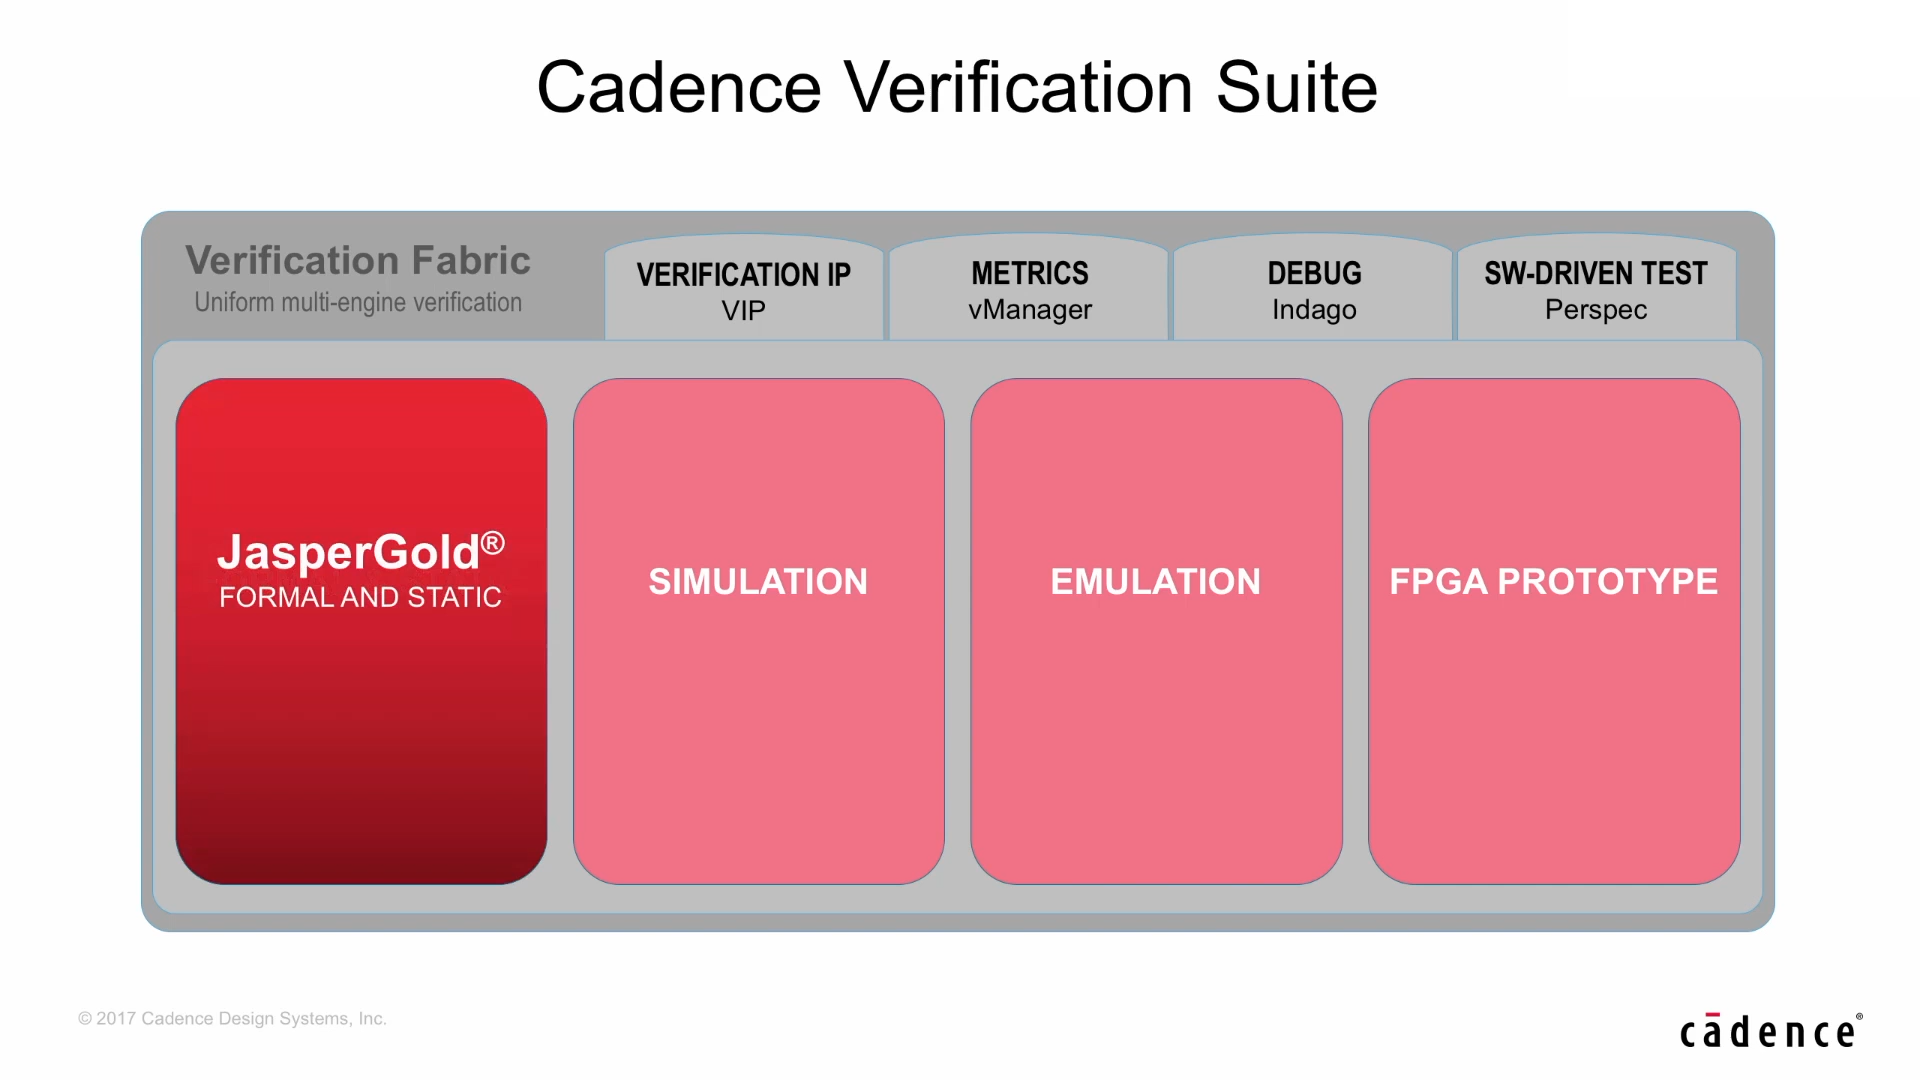 Cadence Verification Suite
Verification Fabric
Uniform multi-engine verification
VERIFICATION IP
VIP
METRICS
vManager
DEBUG
Indago
SW-DRIVEN TEST
Perspec
JasperGold®
FORMAL AND STATIC
SIMULATION
EMULATION
FPGA PROTOTYPE
© 2017 Cadence Design Systems, Inc.
cādence®